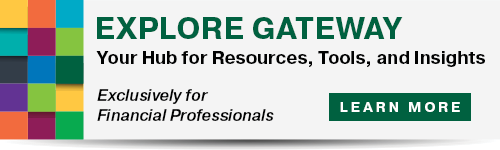 EXPLORE GATEWAY
Your Hub for Resources, Tools, and Insights
Exclusively for
Financial Professionals
LEARN MORE